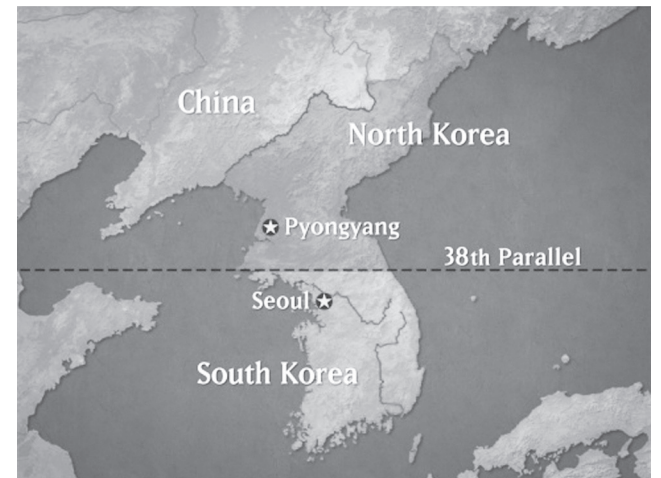 China
North Korea
Pyongyang
38th Parallel
Seoul
South Korea